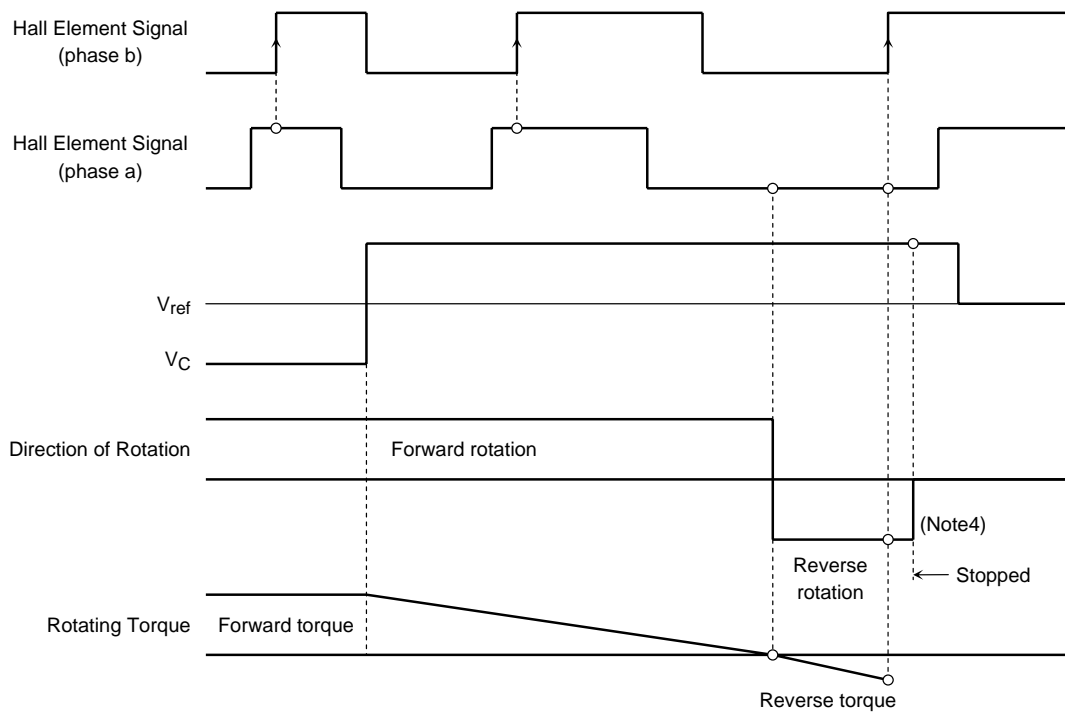 Hall Element Signal
(phase b)
Hall Element Signal
(phase a)
Vref
VC
Direction of Rotation
Forward rotation
(Note4)
Reverse
rotation
Stopped
Rotating Torque
Forward torque
Reverse torque